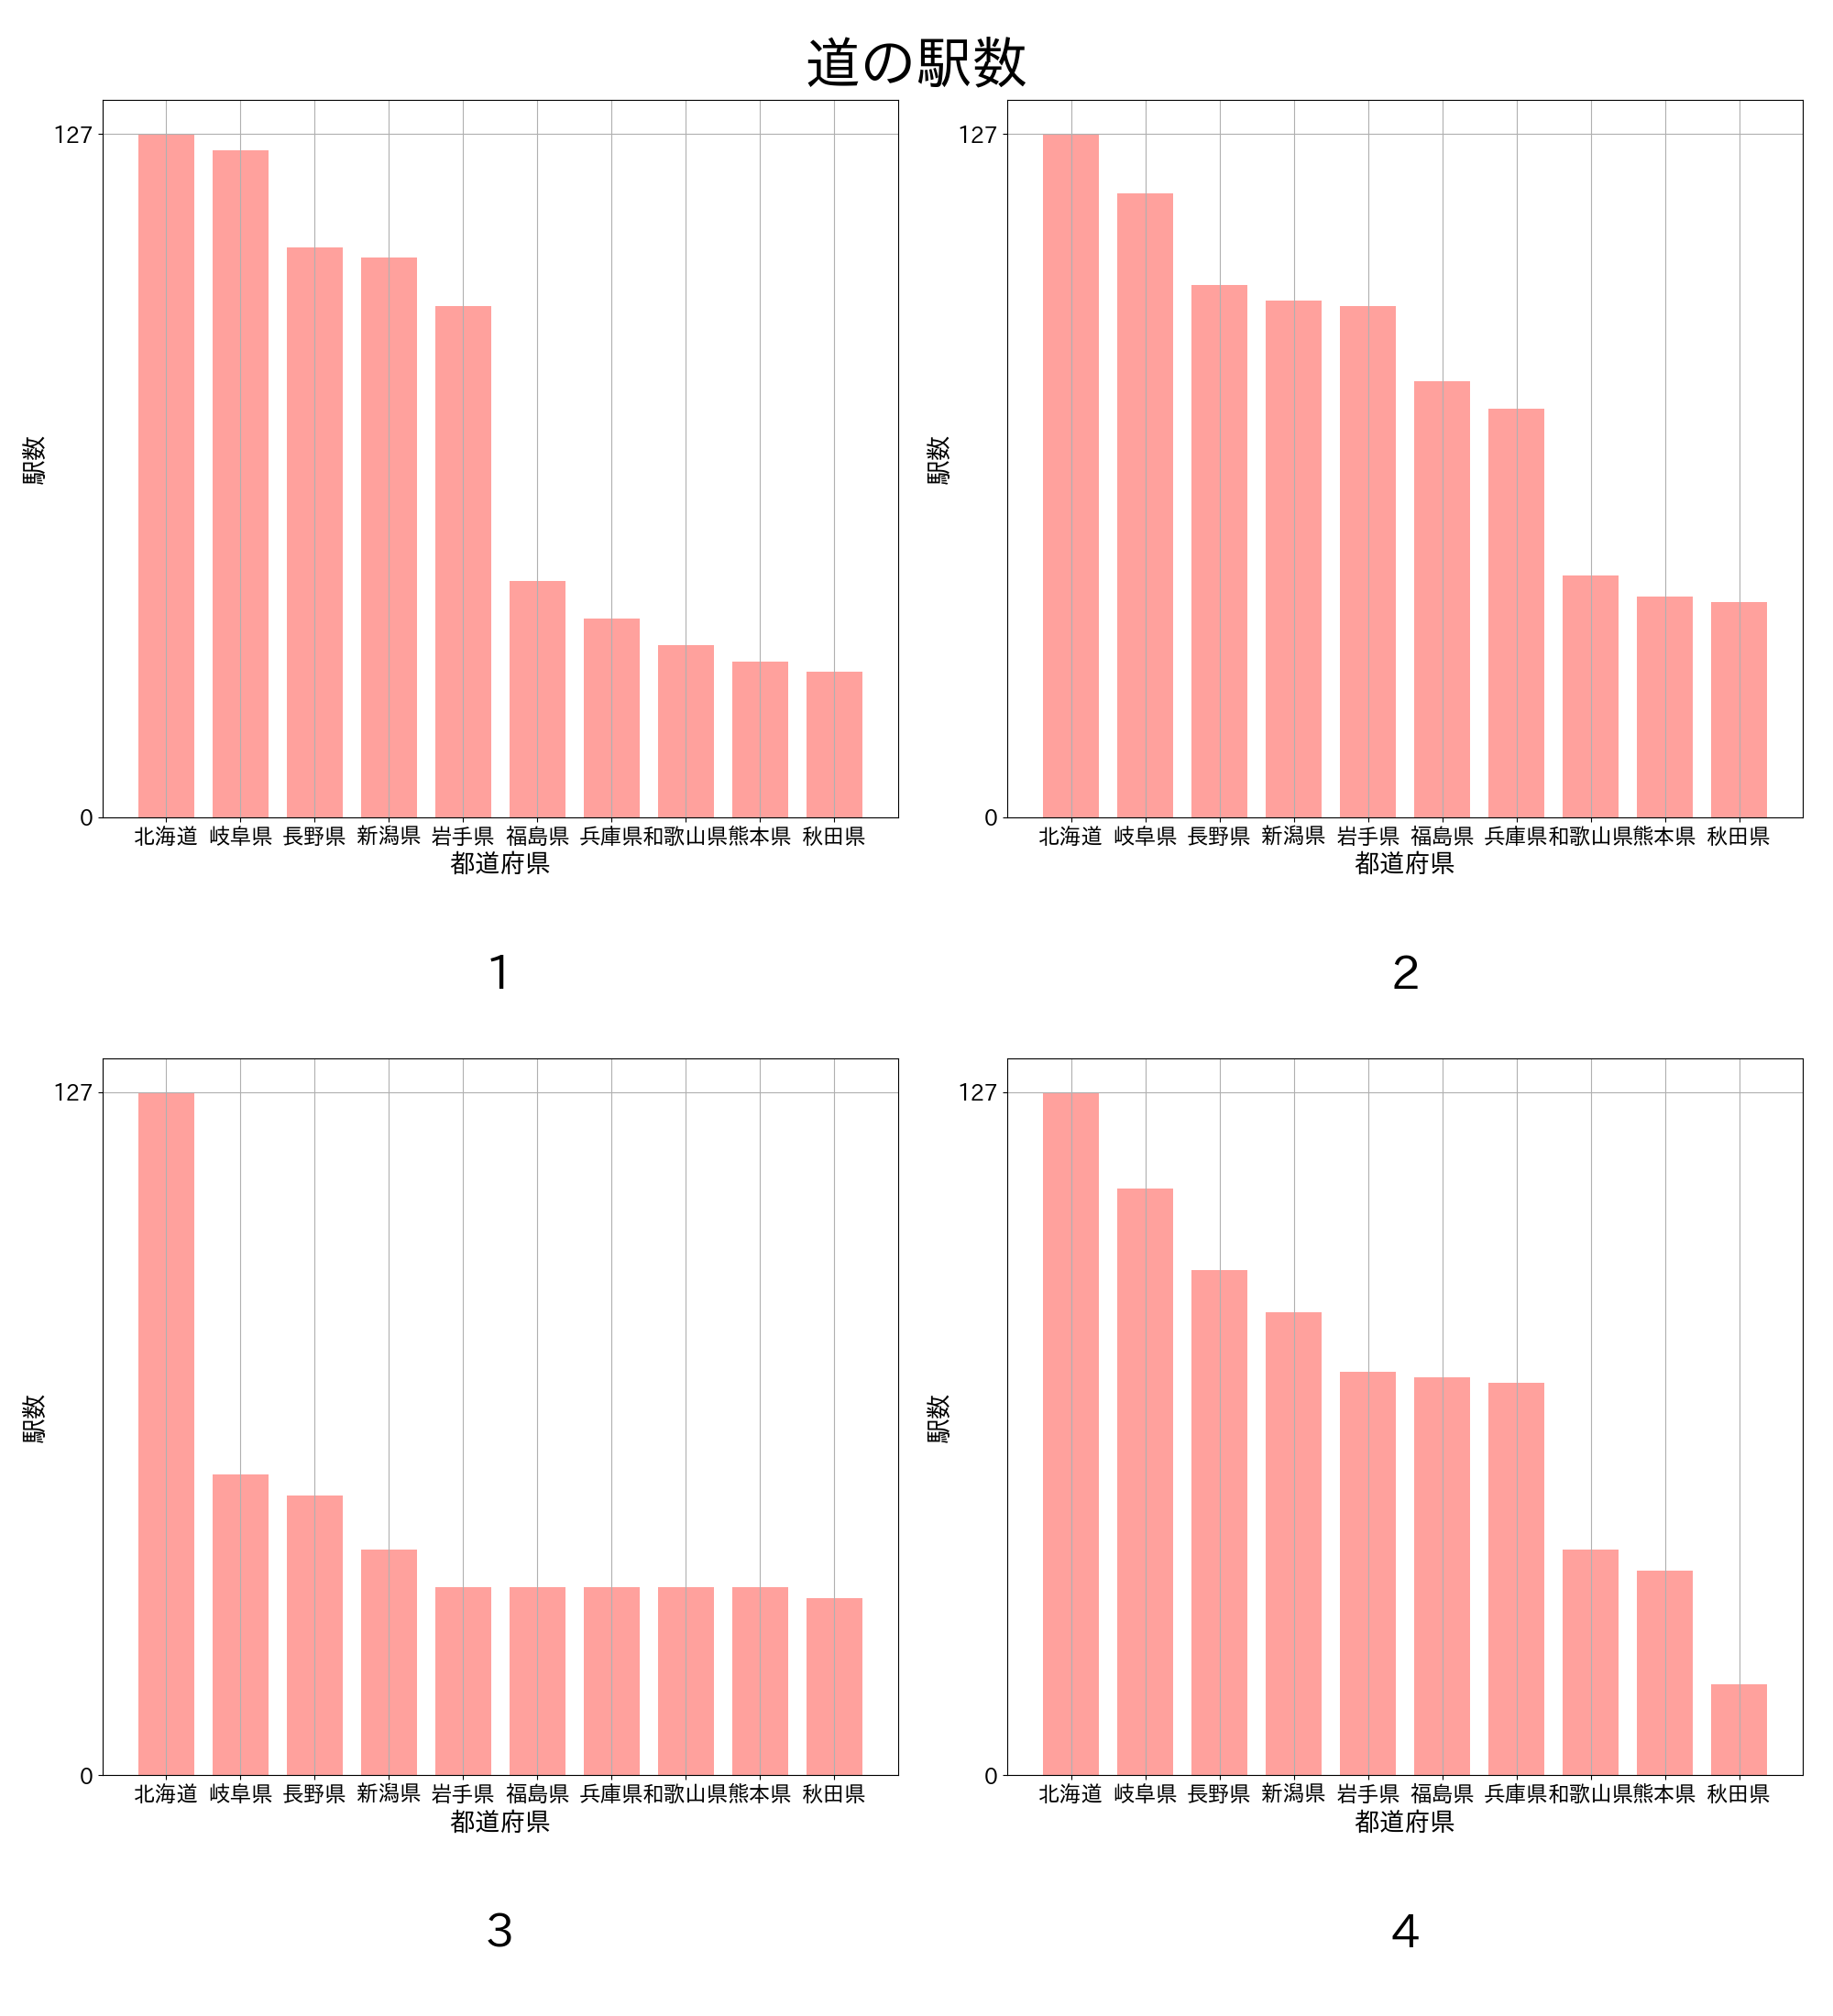 道の駅数
127
0
駅数
北海道 岐阜県 長野県 新潟県 岩手県 福島県 兵庫県 和歌山県 熊本県 秋田県
都道府県
1
127
0
駅数
北海道 岐阜県 長野県 新潟県 岩手県 福島県 兵庫県 和歌山県 熊本県 秋田県
都道府県
2
127
0
駅数
北海道 岐阜県 長野県 新潟県 岩手県 福島県 兵庫県 和歌山県 熊本県 秋田県
都道府県
3
127
0
駅数
北海道 岐阜県 長野県 新潟県 岩手県 福島県 兵庫県 和歌山県 熊本県 秋田県
都道府県
4